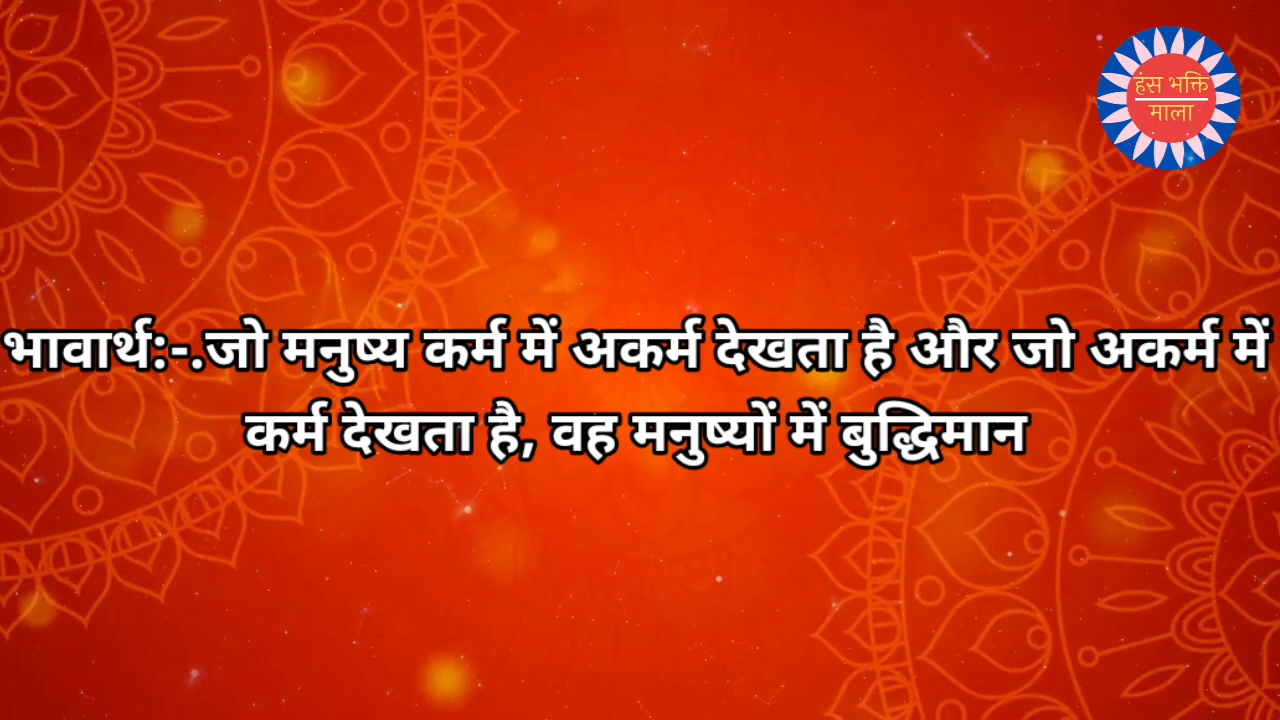 हंस भक्ति
माला
भावार्थ:-.जो मनुष्य कर्म में अकर्म देखता है और जो अकर्म में
कर्म देखता है, वह मनुष्यों में बुद्धिमान